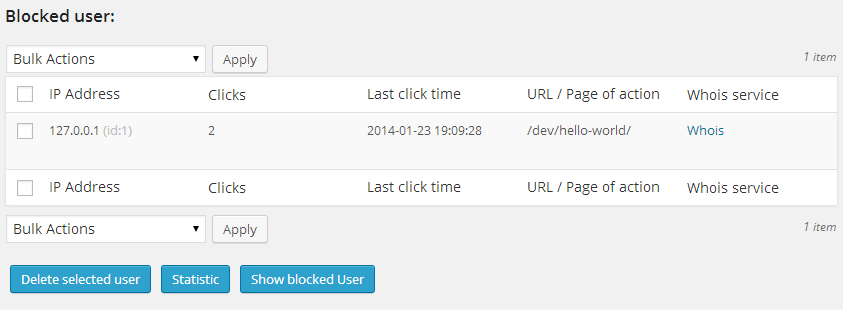 Blocked user:
Bulk Actions Apply 1 item
IP Address Clicks Last click time URL / Page of action Whois service
127.0.0.1 (id:1) 2 2014-01-23 19:09:28 /dev/hello-world/ Whois
IP Address Clicks Last click time URL / Page of action Whois service
Bulk Actions Apply 1 item
Delete selected user Statistic Show blocked User